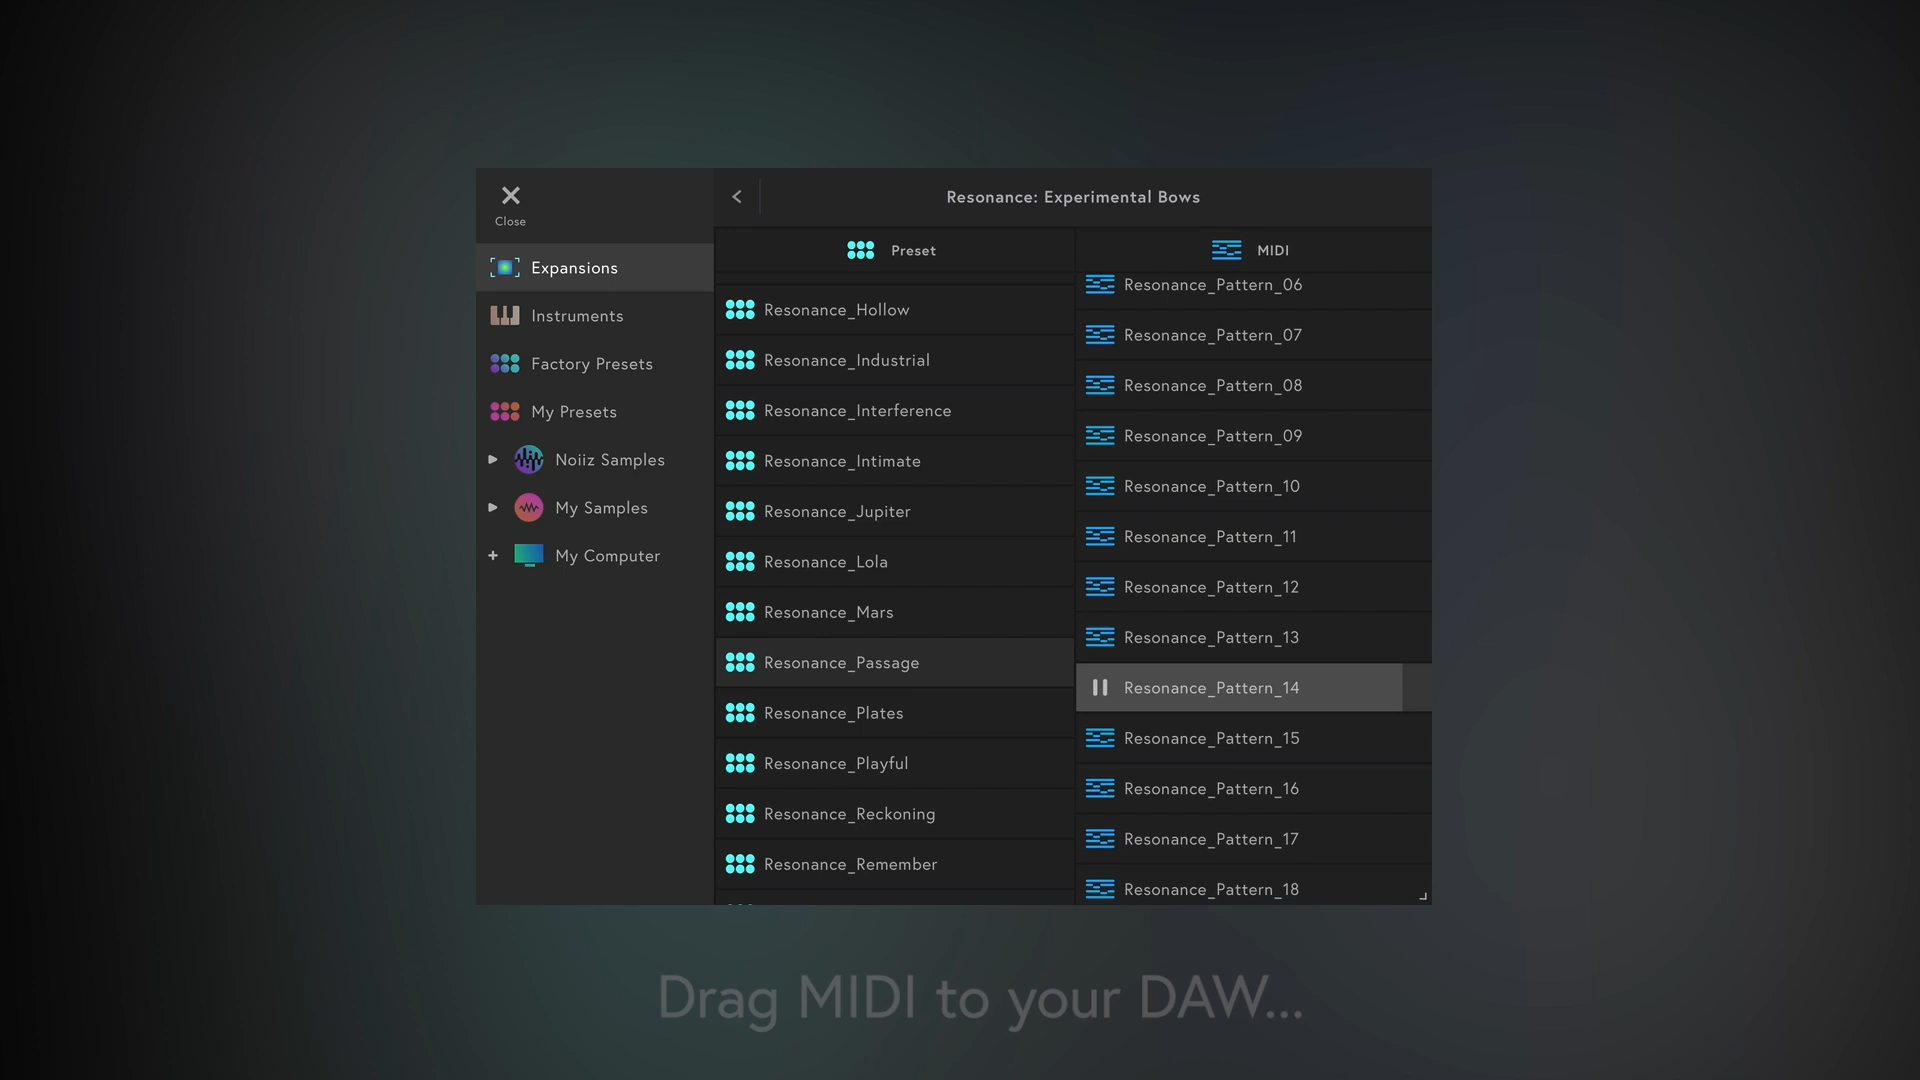 Close
Expansions
Instruments
Factory Presets
My Presets
Noiiz Samples
My Samples
My Computer
Resonance: Experimental Bows
Preset
Resonance_Hollow
Resonance_Industrial
Resonance_Interference
Resonance_Intimate
Resonance_Jupiter
Resonance_Lola
Resonance_Mars
Resonance_Passage
Resonance_Plates
Resonance_Playful
Resonance_Reckoning
Resonance_Remember
MIDI
Resonance_Pattern_06
Resonance_Pattern_07
Resonance_Pattern_08
Resonance_Pattern_09
Resonance_Pattern_10
Resonance_Pattern_11
Resonance_Pattern_12
Resonance_Pattern_13
Resonance_Pattern_14
Resonance_Pattern_15
Resonance_Pattern_16
Resonance_Pattern_17
Resonance_Pattern_18
Drag MIDI to your DAW...